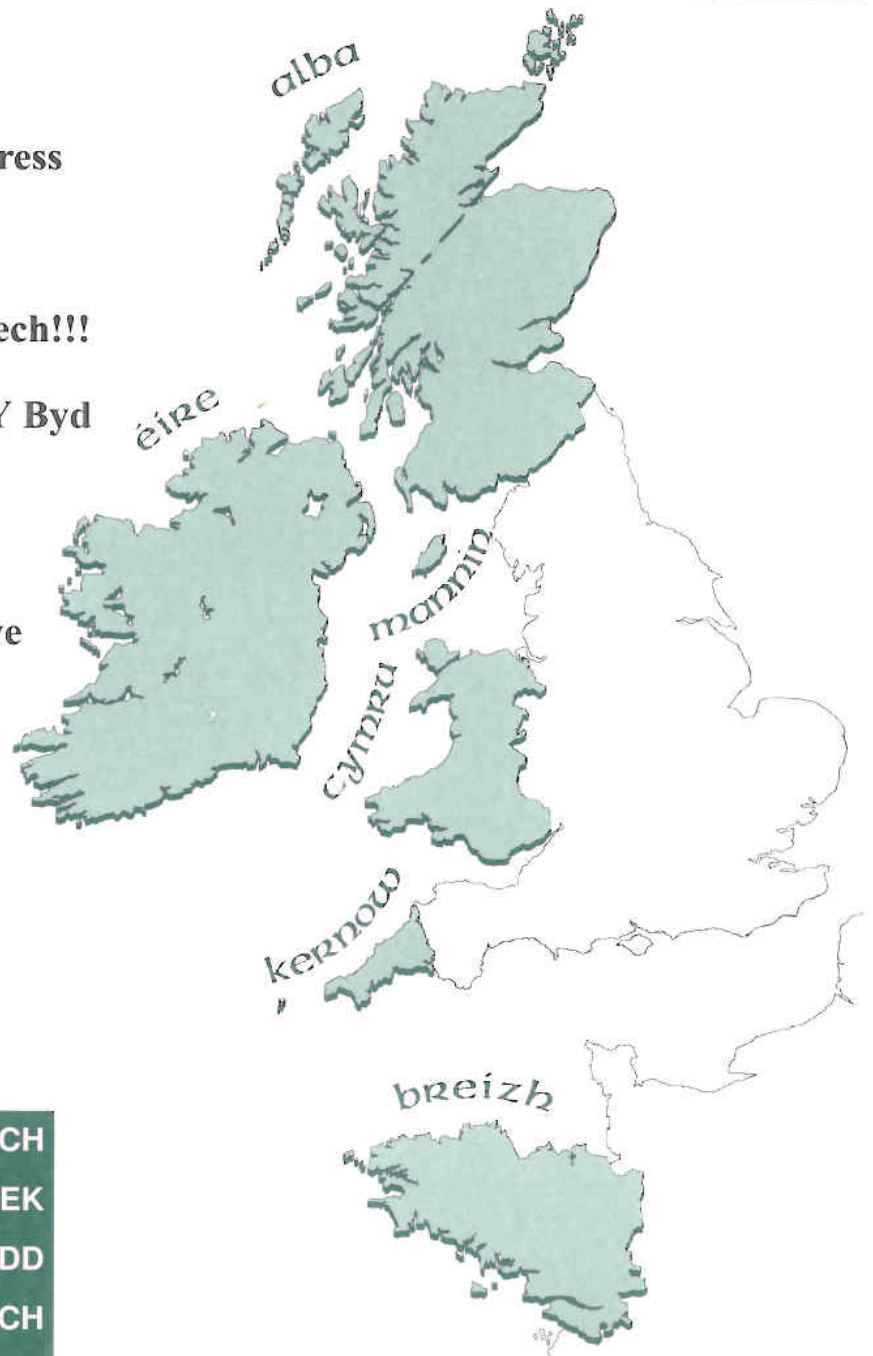 alba
ress
ech!!!
Y Byd
éire
mannin
ve
cymru
kernow
breizh
CH
EK
DD
CH